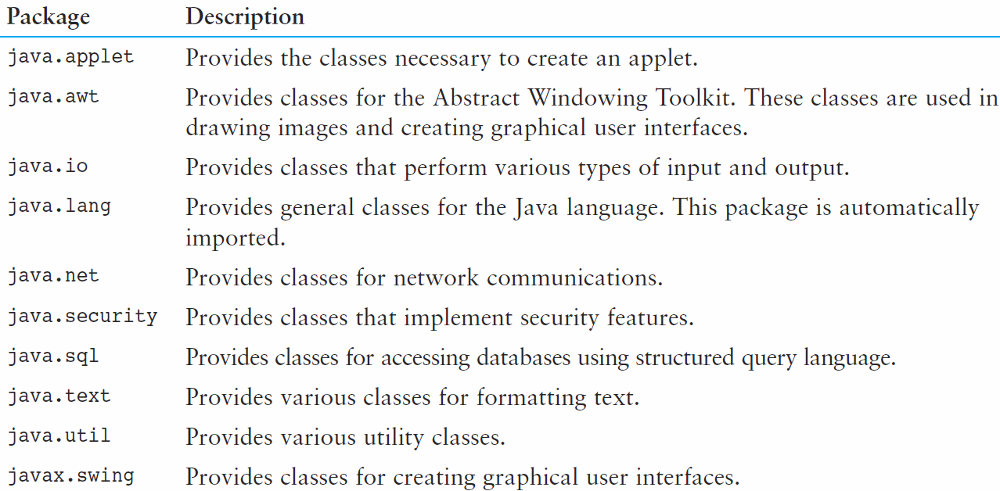 Package Description
java.applet Provides the classes necessary to create an applet.
java.awt Provides classes for the Abstract Windowing Toolkit. These classes are used in
drawing images and creating graphical user interfaces.
java.io Provides classes that perform various types of input and output.
java.lang Provides general classes for the Java language. This package is automatically
imported.
java.net Provides classes for network communications.
java.security Provides classes that implement security features.
java.sql Provides classes for accessing databases using structured query language.
java.text Provides various classes for formatting text.
java.util Provides various utility classes.
javax.swing Provides classes for creating graphical user interfaces.